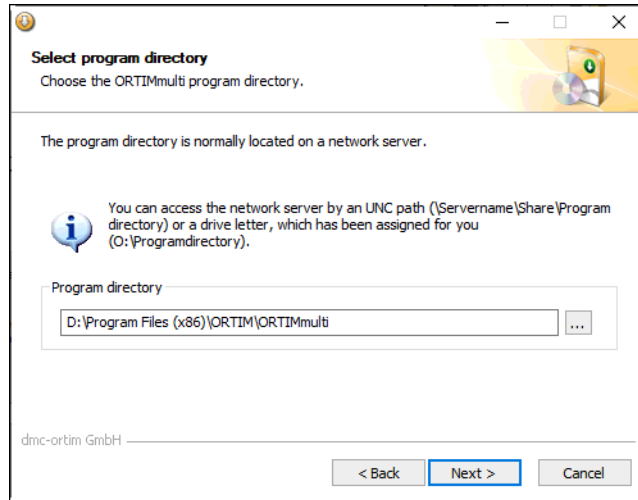 Select program directory
Choose the ORTIMmulti program directory.
The program directory is normally located on a network server.
You can access the network server by an UNC path (\Servername\Share\Program
directory) or a drive letter, which has been assigned for you
(O:\Programdirectory).
Program directory
D:\Program Files (x86)\ORTIM\ORTIMmulti
...
dmc-ortim GmbH
< Back
Next >
Cancel